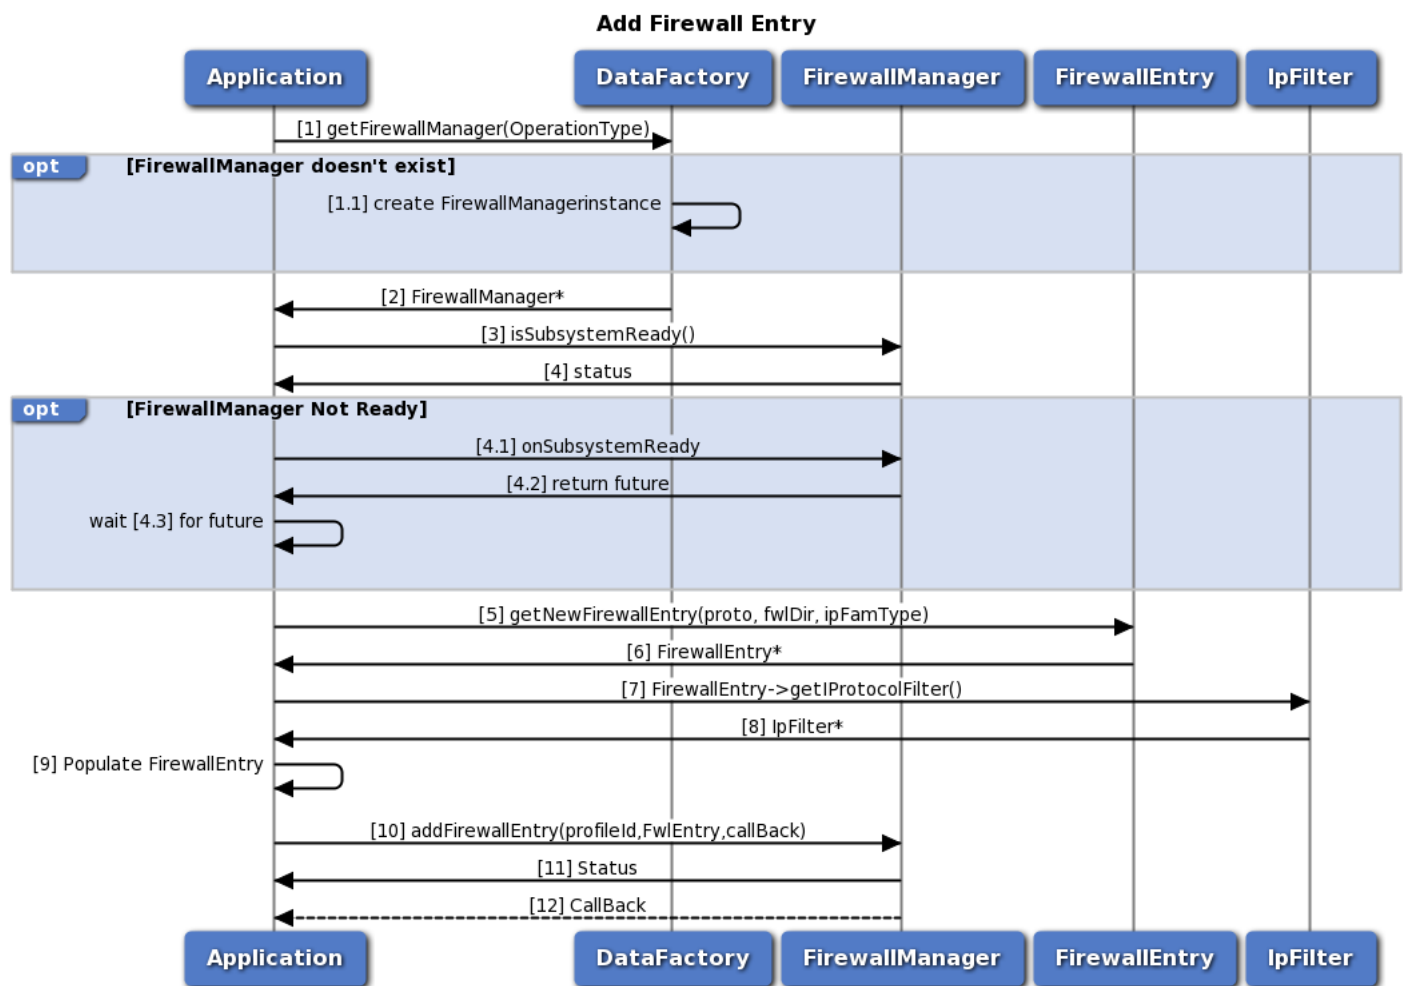 Add Firewall Entry
Application DataFactory FirewallManager FirewallEntry IpFilter
[1] getFirewallManager(OperationType)
opt [FirewallManager doesn't exist]
[1.1] create FirewallManagerinstance
[2] FirewallManager*
[3] isSubsystemReady()
[4] status
opt [FirewallManager Not Ready]
[4.1] onSubsystemReady
[4.2] return future
wait [4.3] for future
[5] getNewFirewallEntry(proto, fwlDir, ipFamType)
[6] FirewallEntry*
[7] FirewallEntry->getIProtocolFilter()
[8] IpFilter*
[9] Populate FirewallEntry
[10] addFirewallEntry(profileId,FwlEntry,callBack)
[11] Status
[12] CallBack
Application DataFactory FirewallManager FirewallEntry IpFilter